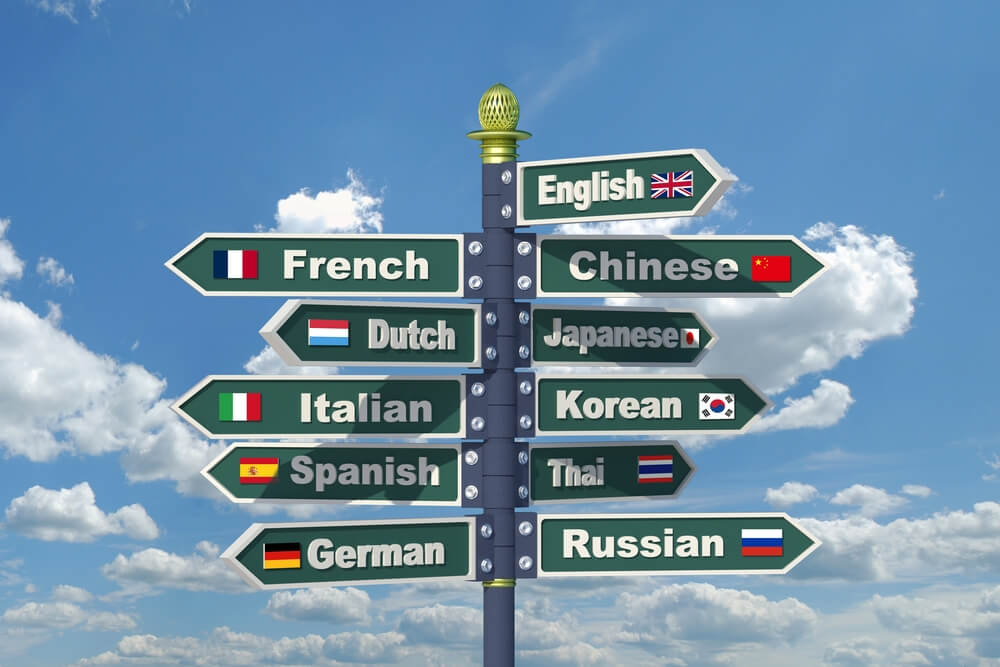 English
French
Chinese
Dutch
Japanese
Italian
Korean
Spanish
Thai
German
Russian